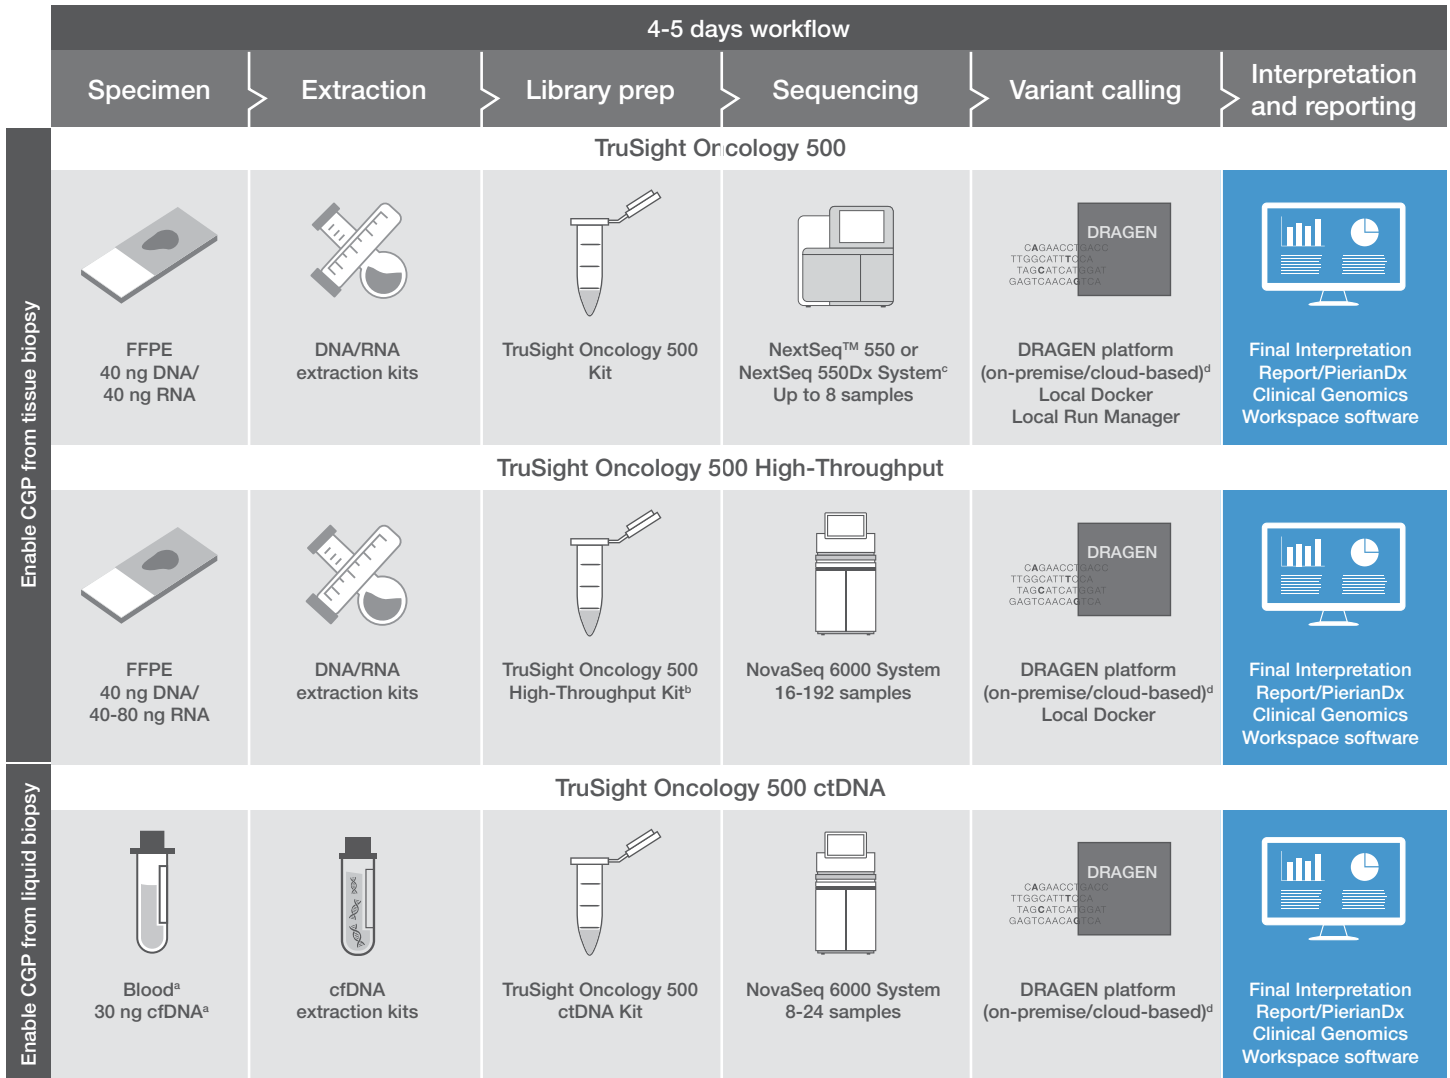 4-5 days workflow
Specimen
Extraction
Library prep
Sequencing
Variant calling
Interpretation
and reporting
Enable CGP from tissue biopsy
TruSight Oncology 500
FFPE
40 ng DNA/
40 ng RNA
DNA/RNA
extraction kits
TruSight Oncology 500
Kit
NextSeq™ 550 or
NextSeq 550Dx Systemᶜ
Up to 8 samples
DRAGEN
CAGAACCTGACC
TTGGCATTTCCA
TAGCATCATGGAT
GAGTCAACAGTCA
DRAGEN platform
(on-premise/cloud-based)ᵈ
Local Docker
Local Run Manager
Final Interpretation
Report/PierianDx
Clinical Genomics
Workspace software
TruSight Oncology 500 High-Throughput
FFPE
40 ng DNA/
40-80 ng RNA
DNA/RNA
extraction kits
TruSight Oncology 500
High-Throughput Kitᵇ
NovaSeq 6000 System
16-192 samples
DRAGEN
CAGAACCTGACC
TTGGCATTTCCA
TAGCATCATGGAT
GAGTCAACAGTCA
DRAGEN platform
(on-premise/cloud-based)ᵈ
Local Docker
Final Interpretation
Report/PierianDx
Clinical Genomics
Workspace software
Enable CGP from liquid biopsy
TruSight Oncology 500 ctDNA
Bloodᵃ
30 ng cfDNAᵃ
cfDNA
extraction kits
TruSight Oncology 500
ctDNA Kit
NovaSeq 6000 System
8-24 samples
DRAGEN
CAGAACCTGACC
TTGGCATTTCCA
TAGCATCATGGAT
GAGTCAACAGTCA
DRAGEN platform
(on-premise/cloud-based)ᵈ
Final Interpretation
Report/PierianDx
Clinical Genomics
Workspace software